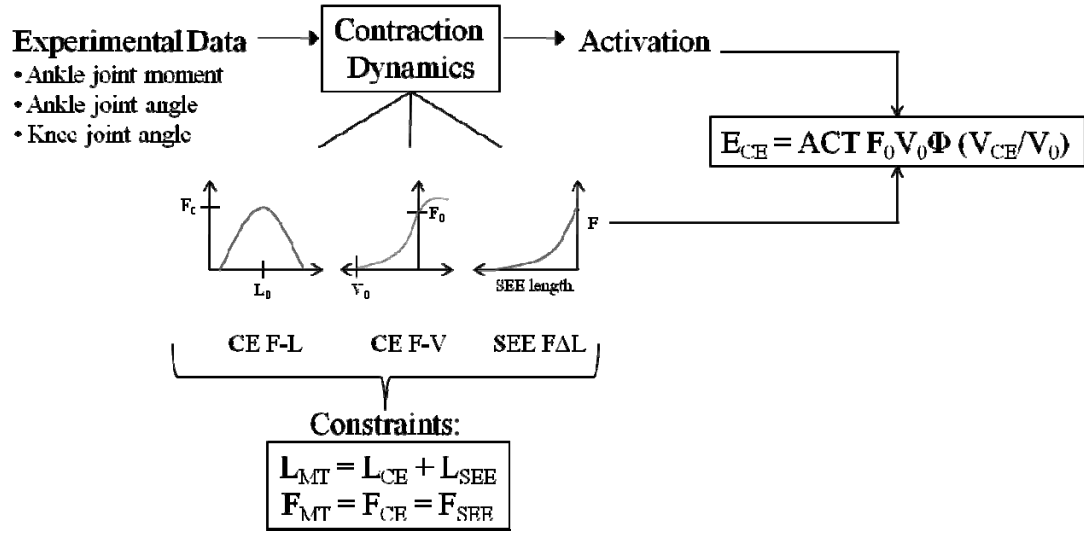 Experimental Data
• Ankle joint moment
• Ankle joint angle
• Knee joint angle
Contraction
Dynamics
Activation
E_CE = ACT F_0V_0Φ (V_CE/V_0)
F_0
L_0
F_0
V_0
F
SEE length
CE F-L
CE F-V
SEE FΔL
Constraints:
L_MT = L_CE + L_SEE
F_MT = F_CE = F_SEE